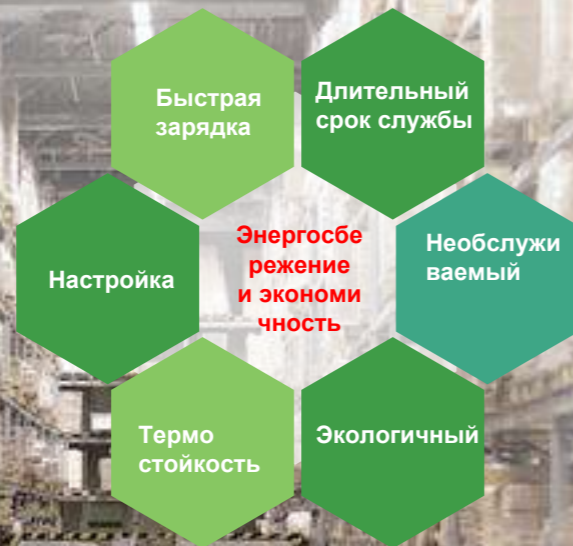 Быстрая
зарядка
Длительный
срок службы
Настройка
Энергосбе
режение
и экономи
чность
Необслужи
ваемый
Термо
стойкость
Экологичный